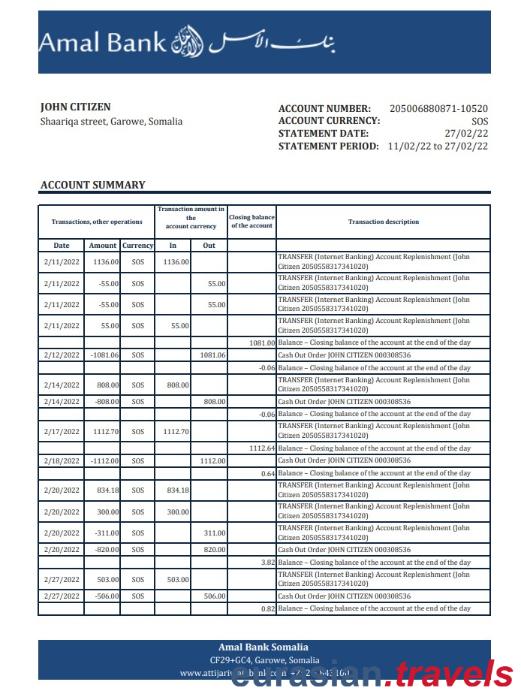 Amal Bank بنك الأمل
JOHN CITIZEN
Shaariqa street, Garowe, Somalia
ACCOUNT NUMBER: 205006880871-10520
ACCOUNT CURRENCY: SOS
STATEMENT DATE: 27/02/22
STATEMENT PERIOD: 11/02/22 to 27/02/22
ACCOUNT SUMMARY
Transactions, other operations
Transaction amount in
the
account currency
Closing balance
of the account
Transaction description
Date Amount Currency In Out
2/11/2022 1136.00 SOS 1136.00 TRANSFER (Internet Banking) Account Replenishment (John
Citizen 2050558317341020)
2/11/2022 -55.00 SOS 55.00 TRANSFER (Internet Banking) Account Replenishment (John
Citizen 2050558317341020)
2/11/2022 -55.00 SOS 55.00 TRANSFER (Internet Banking) Account Replenishment (John
Citizen 2050558317341020)
2/11/2022 55.00 SOS 55.00 TRANSFER (Internet Banking) Account Replenishment (John
Citizen 2050558317341020)
1081.00 Balance – Closing balance of the account at the end of the day
2/12/2022 -1081.06 SOS 1081.06 Cash Out Order JOHN CITIZEN 000308536
-0.06 Balance – Closing balance of the account at the end of the day
2/14/2022 808.00 SOS 808.00 TRANSFER (Internet Banking) Account Replenishment (John
Citizen 2050558317341020)
2/14/2022 -808.00 SOS 808.00 Cash Out Order JOHN CITIZEN 000308536
-0.06 Balance – Closing balance of the account at the end of the day
2/17/2022 1112.70 SOS 1112.70 TRANSFER (Internet Banking) Account Replenishment (John
Citizen 2050558317341020)
1112.64 Balance – Closing balance of the account at the end of the day
2/18/2022 -1112.00 SOS 1112.00 Cash Out Order JOHN CITIZEN 000308536
0.64 Balance – Closing balance of the account at the end of the day
2/20/2022 834.18 SOS 834.18 TRANSFER (Internet Banking) Account Replenishment (John
Citizen 2050558317341020)
2/20/2022 300.00 SOS 300.00 TRANSFER (Internet Banking) Account Replenishment (John
Citizen 2050558317341020)
2/20/2022 -311.00 SOS 311.00 TRANSFER (Internet Banking) Account Replenishment (John
Citizen 2050558317341020)
2/20/2022 -820.00 SOS 820.00 Cash Out Order JOHN CITIZEN 000308536
3.82 Balance – Closing balance of the account at the end of the day
2/27/2022 503.00 SOS 503.00 TRANSFER (Internet Banking) Account Replenishment (John
Citizen 2050558317341020)
2/27/2022 -506.00 SOS 506.00 Cash Out Order JOHN CITIZEN 000308536
0.82 Balance – Closing balance of the account at the end of the day
Amal Bank Somalia
CF29+GC4, Garowe, Somalia
eurasian.travels